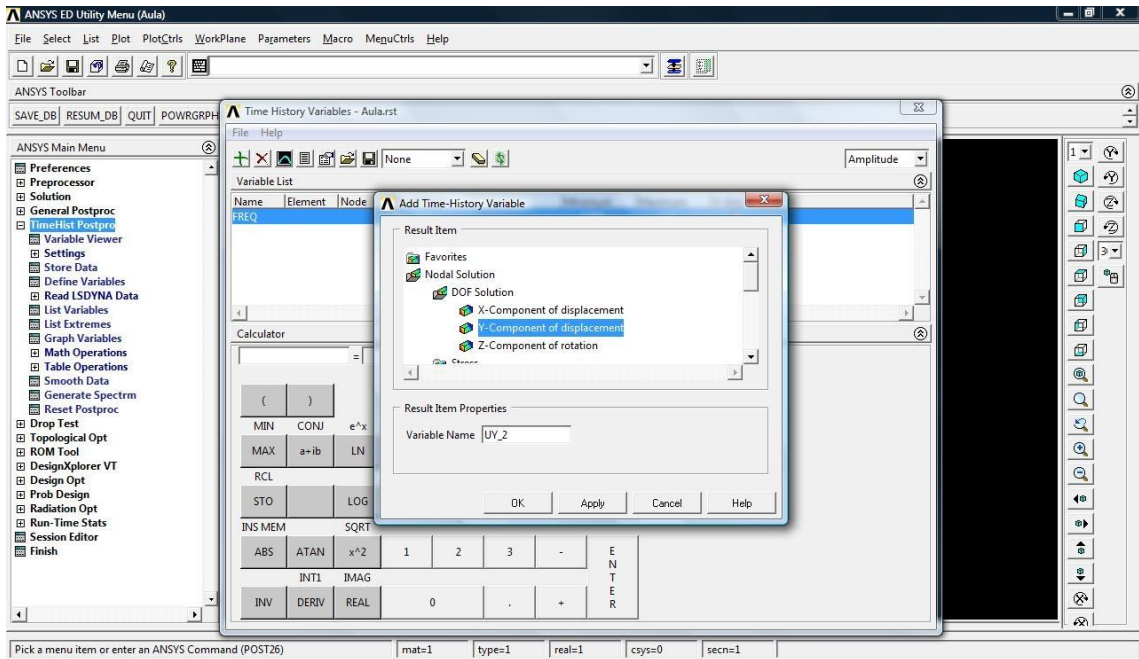 ANSYS ED Utility Menu (Aula)
File Select List Plot PlotCtrls WorkPlane Parameters Macro MenuCtrls Help
ANSYS Toolbar
SAVE_DB RESUM_DB QUIT POWRGRPH
ANSYS Main Menu
Preferences
Preprocessor
Solution
General Postproc
TimeHist Postpro
Variable Viewer
Settings
Store Data
Define Variables
Read LSDYNA Data
List Variables
List Extremes
Graph Variables
Math Operations
Table Operations
Smooth Data
Generate Spectrm
Reset Postproc
Drop Test
Topological Opt
ROM Tool
DesignXplorer VT
Design Opt
Prob Design
Radiation Opt
Run-Time Stats
Session Editor
Finish
Time History Variables - Aula.rst
File Help
None Amplitude
Variable List
Name Element Node
FREQ
Calculator
=
( )
MIN CONJ e^x
MAX a+ib LN
RCL
STO LOG
INS MEM SQRT
ABS ATAN x^2 1 2 3 -
INT1 IMAG
INV DERIV REAL 0 . +
ENTER
Add Time-History Variable
Result Item
Favorites
Nodal Solution
DOF Solution
X-Component of displacement
Y-Component of displacement
Z-Component of rotation
Stress
Result Item Properties
Variable Name UY_2
OK Apply Cancel Help
1
3
Pick a menu item or enter an ANSYS Command (POST26) mat=1 type=1 real=1 csys=0 secn=1